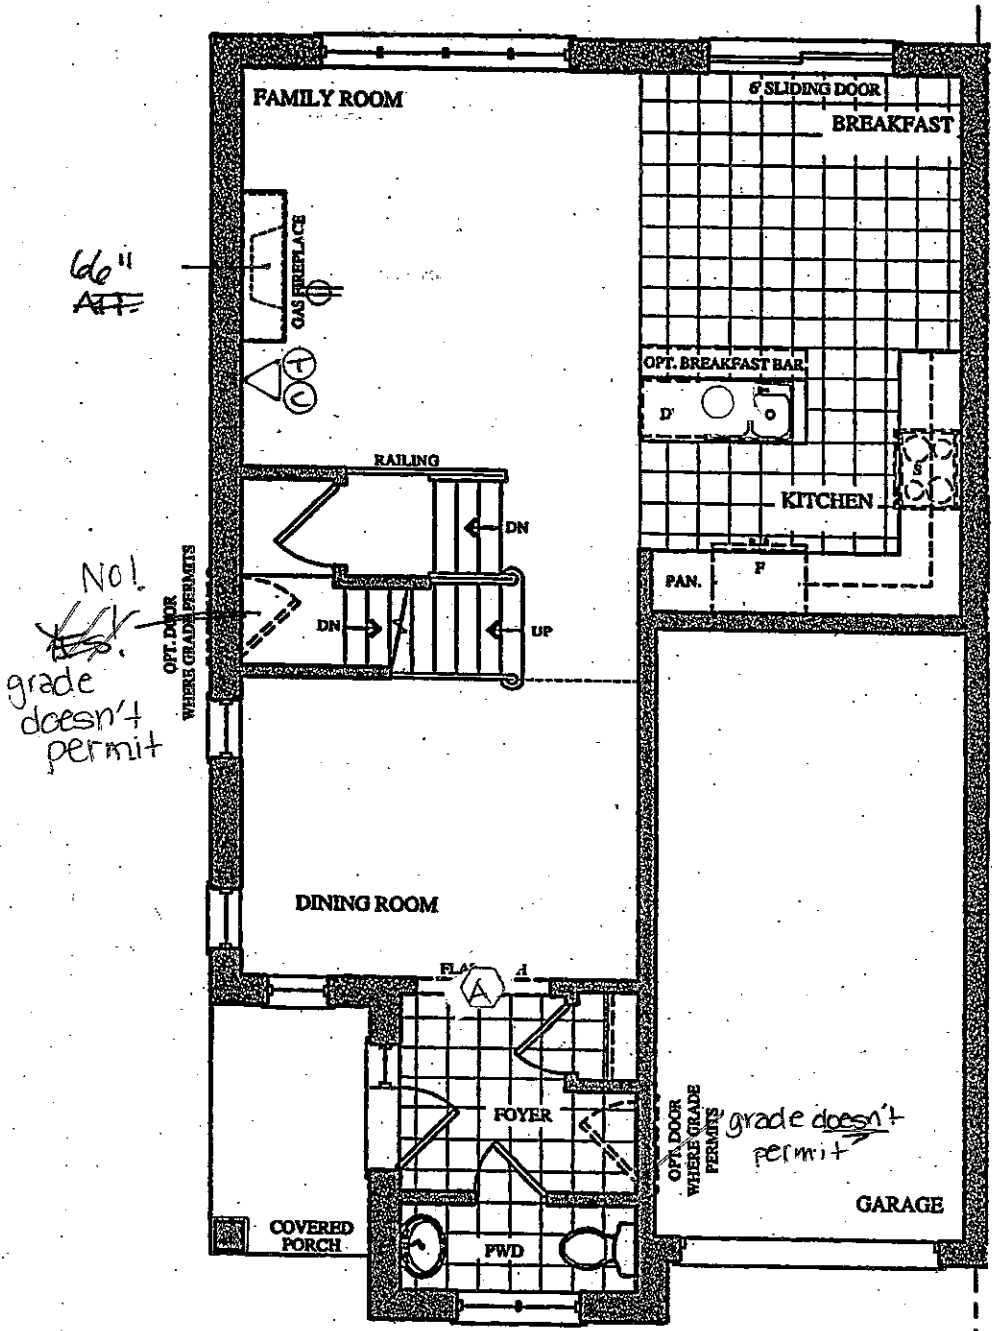 6' SLIDING DOOR
FAMILY ROOM
BREAKFAST
GAS FIREPLACE
66"
ATT.
T
C
OPT. BREAKFAST BAR
D
S
RAILING
KITCHEN
DN
PAN.
F
OPT. DOOR
WHERE GRADE PERMITS
NO!
YES!
grade
doesn't
permit
DN
UP
DINING ROOM
A
FOYER
OPT. DOOR
WHERE GRADE
PERMITS
grade doesn't
permit
GARAGE
COVERED
PORCH
PWD